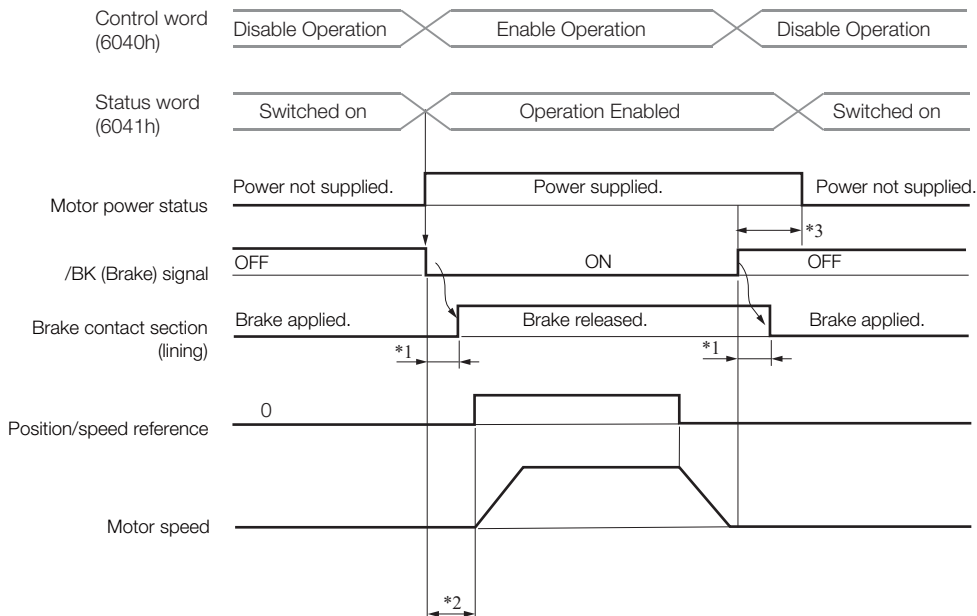 Control word
(6040h)
Disable Operation
Enable Operation
Disable Operation
Status word
(6041h)
Switched on
Operation Enabled
Switched on
Motor power status
Power not supplied.
Power supplied.
Power not supplied.
*3
/BK (Brake) signal
OFF
ON
OFF
Brake contact section
(lining)
Brake applied.
Brake released.
Brake applied.
*1
*1
Position/speed reference
0
Motor speed
*2